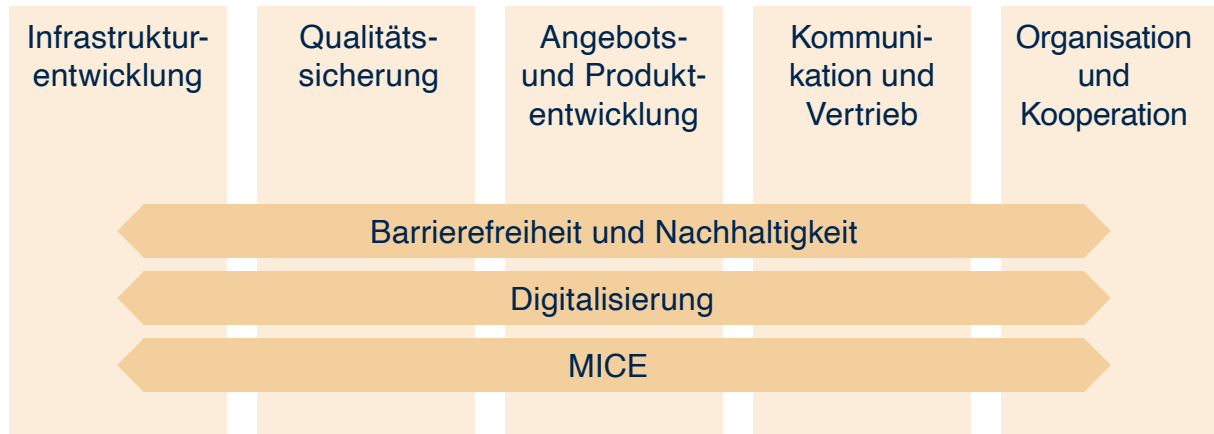 Infrastruktur-
entwicklung
Qualitäts-
sicherung
Angebots-
und Produkt-
entwicklung
Kommuni-
kation und
Vertrieb
Organisation
und
Kooperation
Barrierefreiheit und Nachhaltigkeit
Digitalisierung
MICE